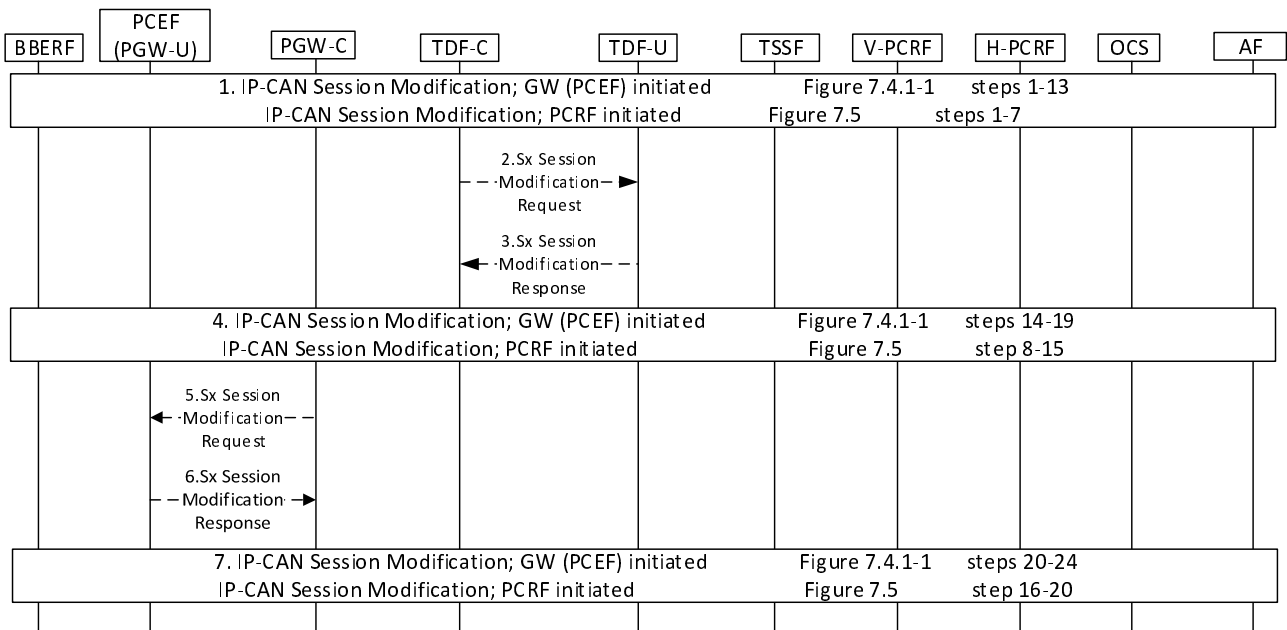 PCEF
BBERF (PGW-U) PGW-C TDF-C TDF-U TSSF V-PCRF H-PCRF OCS AF
1. IP-CAN Session Modification; GW (PCEF) initiated Figure 7.4.1-1 steps 1-13
IP-CAN Session Modification; PCRF initiated Figure 7.5 steps 1-7
2.Sx Session
Modification
Request
3.Sx Session
Modification
Response
4. IP-CAN Session Modification; GW (PCEF) initiated Figure 7.4.1-1 steps 14-19
IP-CAN Session Modification; PCRF initiated Figure 7.5 step 8-15
5.Sx Session
Modification
Request
6.Sx Session
Modification
Response
7. IP-CAN Session Modification; GW (PCEF) initiated Figure 7.4.1-1 steps 20-24
IP-CAN Session Modification; PCRF initiated Figure 7.5 step 16-20